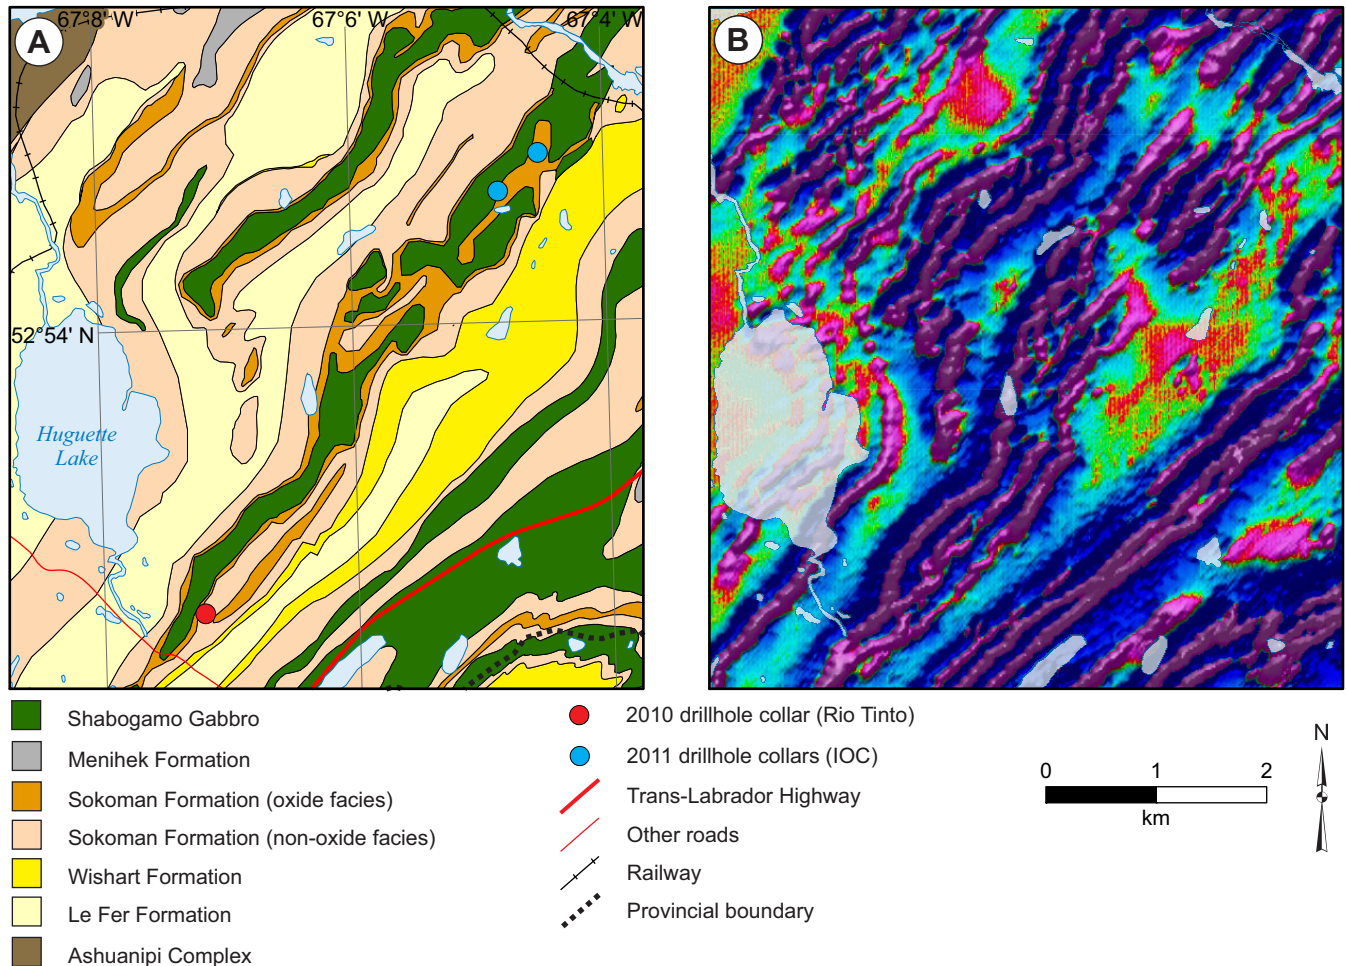 A
67°8' W
67°6' W
67°4' W
B
52°54' N
Huguette
Lake
Shabogamo Gabbro
Menihek Formation
Sokoman Formation (oxide facies)
Sokoman Formation (non-oxide facies)
Wishart Formation
Le Fer Formation
Ashuanipi Complex
2010 drillhole collar (Rio Tinto)
2011 drillhole collars (IOC)
Trans-Labrador Highway
Other roads
Railway
Provincial boundary
0 1 2
km
N